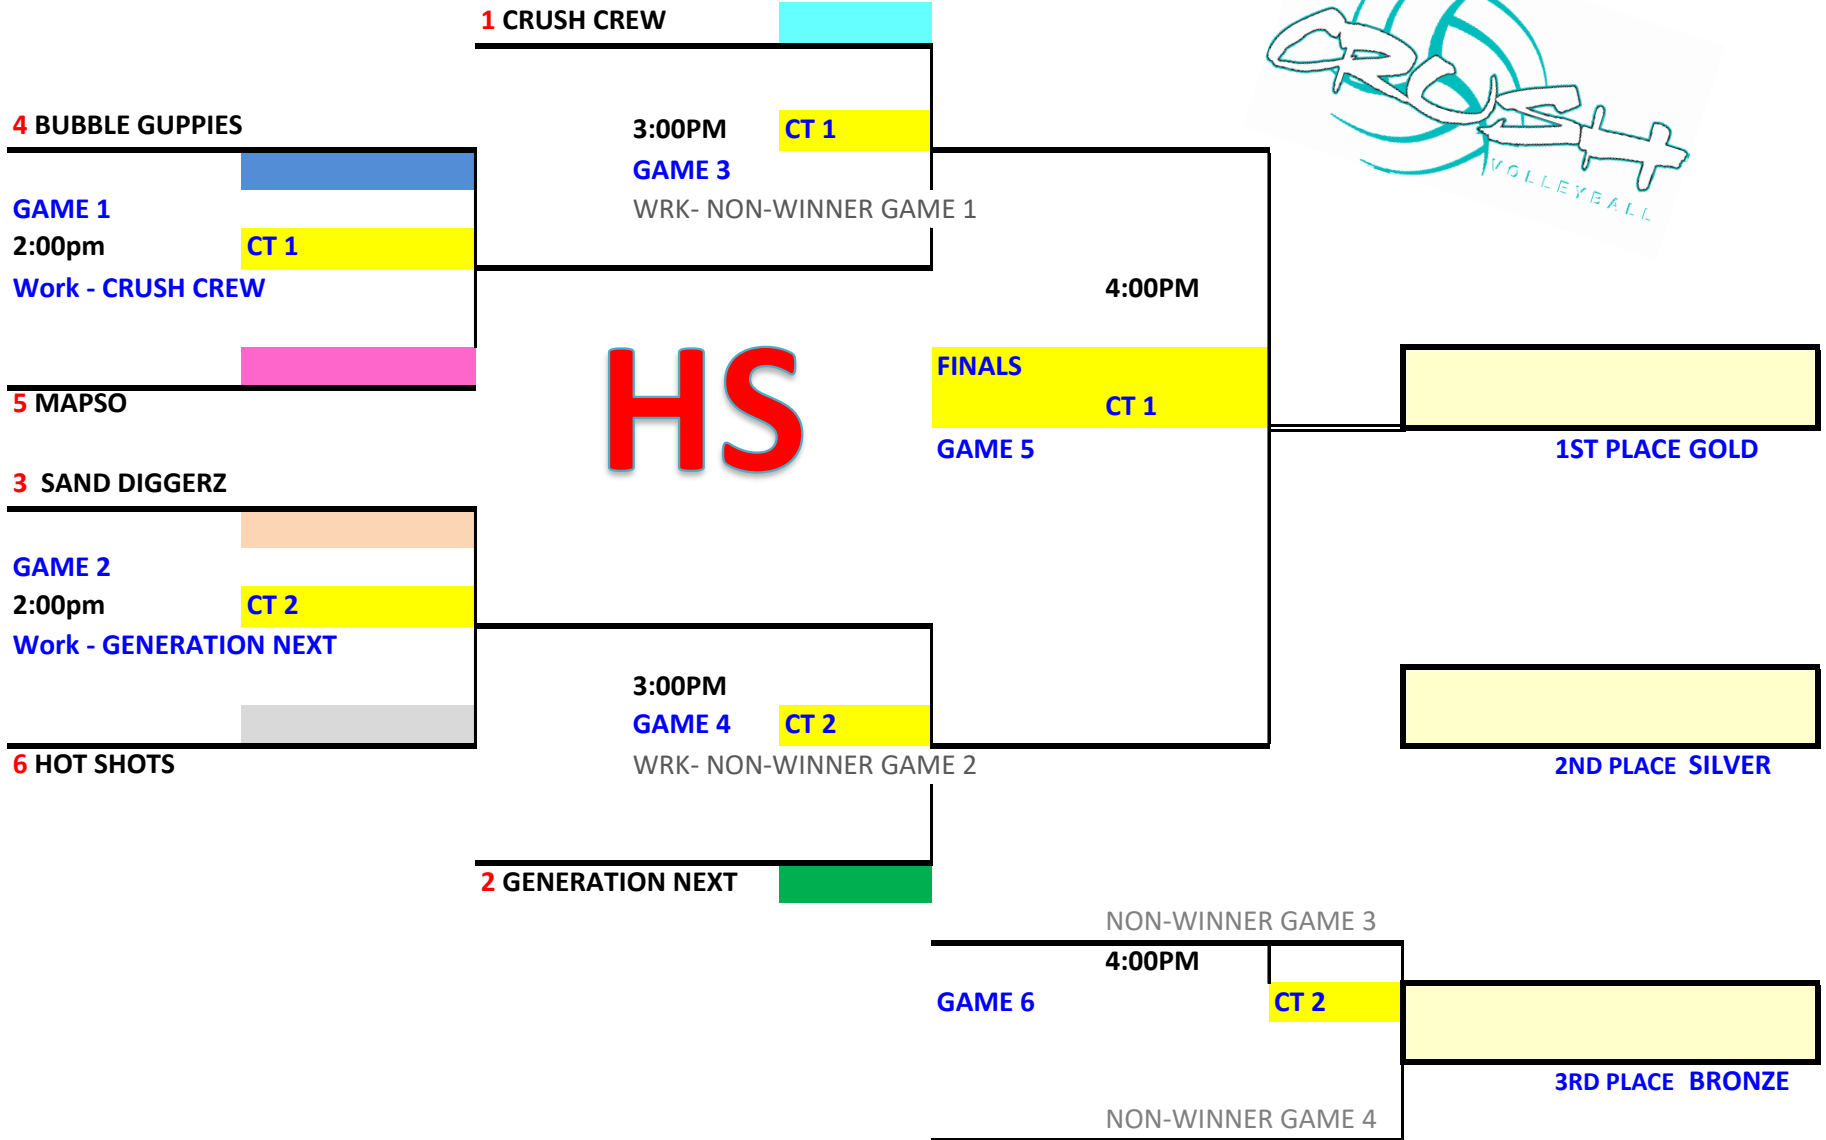 1 CRUSH CREW
CRUSH
VOLLEYBALL
4 BUBBLE GUPPIES
3:00PM CT 1
GAME 3
GAME 1
WRK- NON-WINNER GAME 1
2:00pm CT 1
Work - CRUSH CREW
4:00PM
HS
FINALS
5 MAPSO
CT 1
GAME 5
1ST PLACE GOLD
3 SAND DIGGERZ
GAME 2
2:00pm CT 2
Work - GENERATION NEXT
3:00PM
GAME 4 CT 2
6 HOT SHOTS
WRK- NON-WINNER GAME 2
2ND PLACE SILVER
2 GENERATION NEXT
NON-WINNER GAME 3
4:00PM
GAME 6 CT 2
3RD PLACE BRONZE
NON-WINNER GAME 4